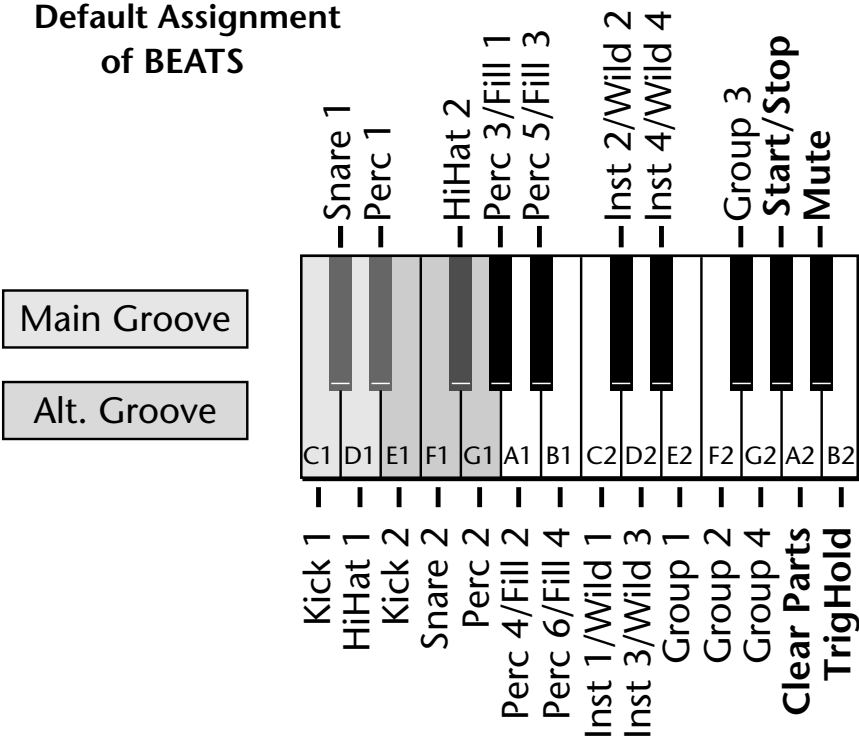 Default Assignment
of BEATS
Snare 1
Perc 1
HiHat 2
Perc 3/Fill 1
Perc 5/Fill 3
Inst 2/Wild 2
Inst 4/Wild 4
Group 3
Start/Stop
Mute
Main Groove
Alt. Groove
C1 D1 E1 F1 G1 A1 B1 C2 D2 E2 F2 G2 A2 B2
Kick 1
HiHat 1
Kick 2
Snare 2
Perc 2
Perc 4/Fill 2
Perc 6/Fill 4
Inst 1/Wild 1
Inst 3/Wild 3
Group 1
Group 2
Group 4
Clear Parts
TrigHold